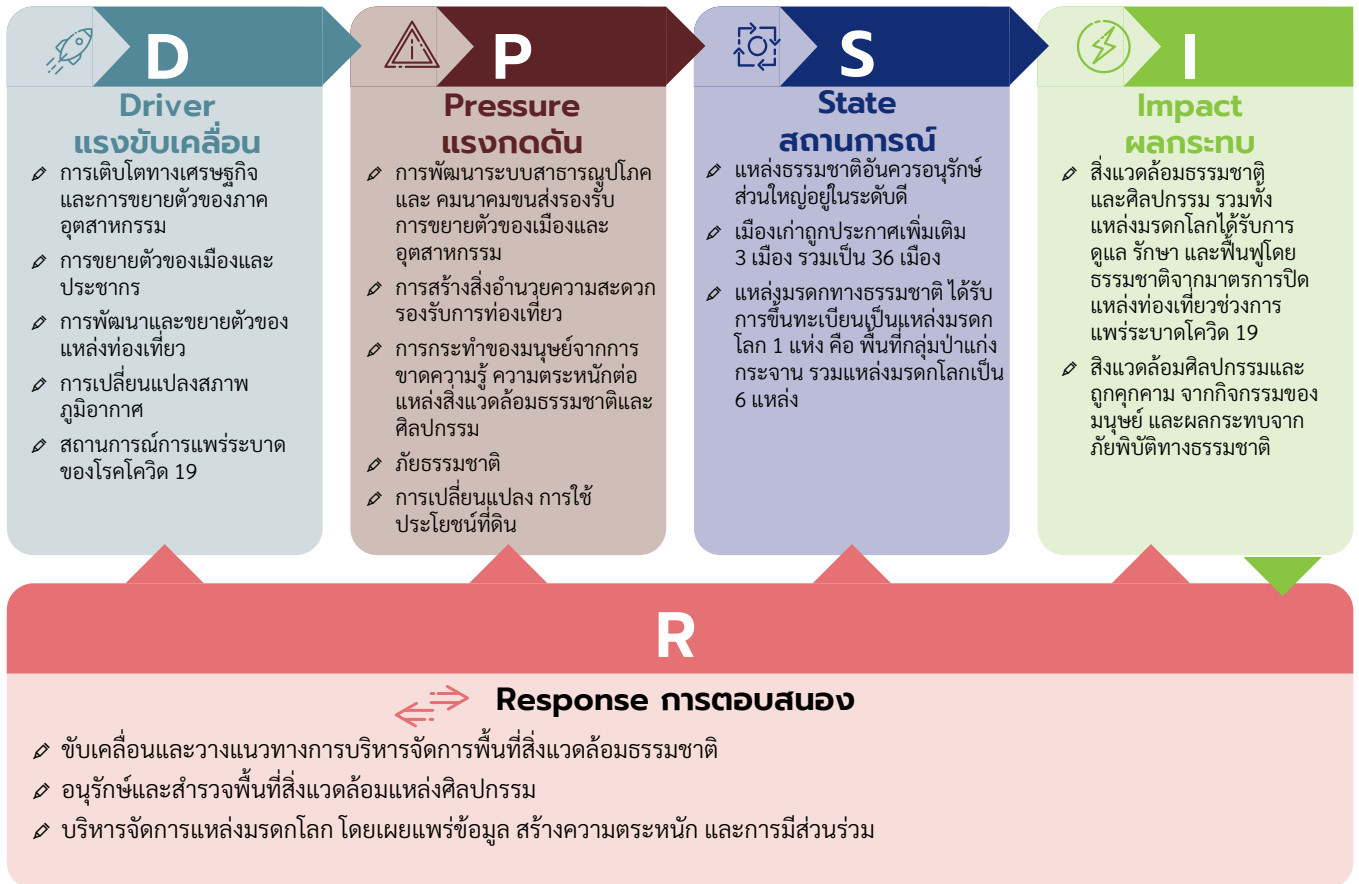 D
Driver
แรงขับเคลื่อน
การเติบโตทางเศรษฐกิจ
และการขยายตัวของภาค
อุตสาหกรรม
การขยายตัวของเมืองและ
ประชากร
การพัฒนาและขยายตัวของ
แหล่งท่องเที่ยว
การเปลี่ยนแปลงสภาพ
ภูมิอากาศ
สถานการณ์การแพร่ระบาด
ของโรคโควิด 19
P
Pressure
แรงกดดัน
การพัฒนาระบบสาธารณูปโภค
และ คมนาคมขนส่งรองรับ
การขยายตัวของเมืองและ
อุตสาหกรรม
การสร้างสิ่งอำนวยความสะดวก
รองรับการท่องเที่ยว
การกระทำของมนุษย์จากการ
ขาดความรู้ ความตระหนักต่อ
แหล่งสิ่งแวดล้อมธรรมชาติและ
ศิลปกรรม
ภัยธรรมชาติ
การเปลี่ยนแปลง การใช้
ประโยชน์ที่ดิน
S
State
สถานการณ์
แหล่งธรรมชาติอันควรอนุรักษ์
ส่วนใหญ่อยู่ในระดับดี
เมืองเก่าถูกประกาศเพิ่มเติม
3 เมือง รวมเป็น 36 เมือง
แหล่งมรดกทางธรรมชาติ ได้รับ
การขึ้นทะเบียนเป็นแหล่งมรดก
โลก 1 แห่ง คือ พื้นที่กลุ่มป่าแก่ง
กระจาน รวมแหล่งมรดกโลกเป็น
6 แหล่ง
I
Impact
ผลกระทบ
สิ่งแวดล้อมธรรมชาติ
และศิลปกรรม รวมทั้ง
แหล่งมรดกโลกได้รับการ
ดูแล รักษา และฟื้นฟูโดย
ธรรมชาติจากมาตรการปิด
แหล่งท่องเที่ยวช่วงการ
แพร่ระบาดโควิด 19
สิ่งแวดล้อมศิลปกรรมและ
ถูกคุกคาม จากกิจกรรมของ
มนุษย์ และผลกระทบจาก
ภัยพิบัติทางธรรมชาติ
R
Response การตอบสนอง
ขับเคลื่อนและวางแนวทางการบริหารจัดการพื้นที่สิ่งแวดล้อมธรรมชาติ
อนุรักษ์และสำรวจพื้นที่สิ่งแวดล้อมแหล่งศิลปกรรม
บริหารจัดการแหล่งมรดกโลก โดยเผยแพร่ข้อมูล สร้างความตระหนัก และการมีส่วนร่วม